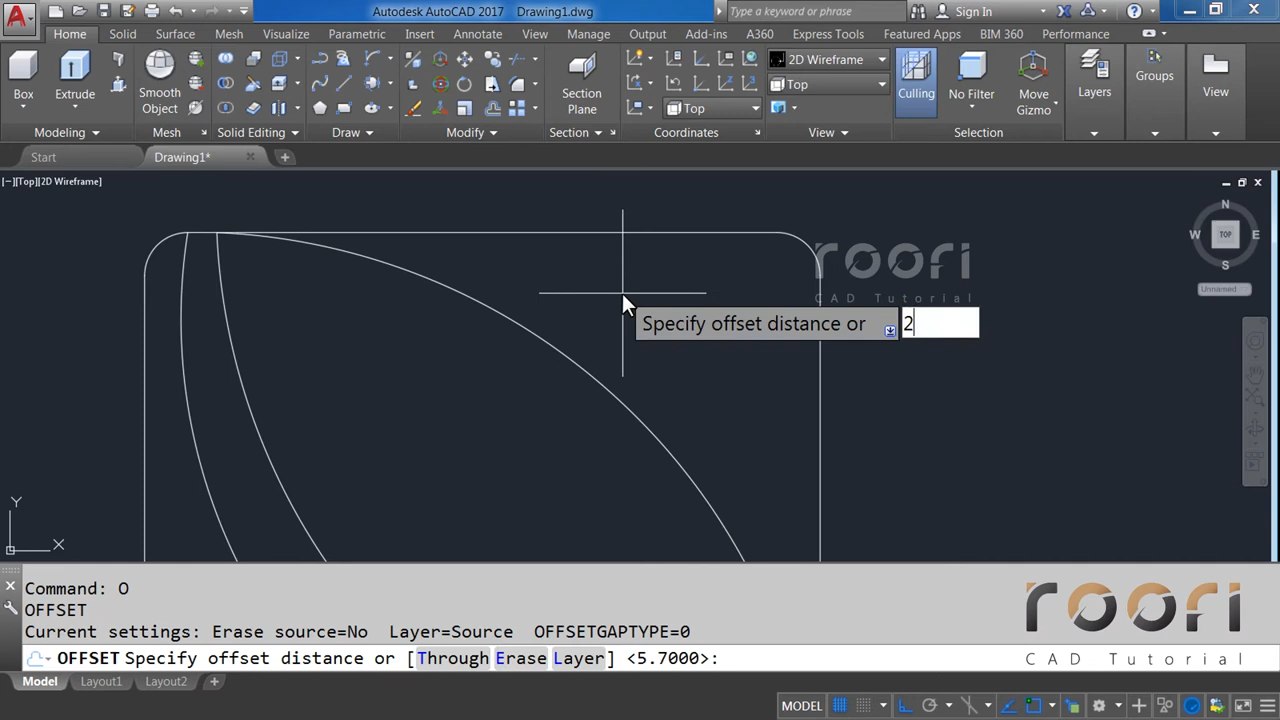 Autodesk AutoCAD 2017 Drawing1.dwg
Type a keyword or phrase
Sign In
Home Solid Surface Mesh Visualize Parametric Insert Annotate View Manage Output Add-ins A360 Express Tools Featured Apps BIM 360 Performance
Box
Extrude
Smooth
Object
Section
Plane
2D Wireframe
Top
Top
Culling
No Filter
Move
Gizmo
Layers
Groups
View
Modeling Mesh Solid Editing Draw Modify Section Coordinates View Selection
Start Drawing1*
[−][Top][2D Wireframe]
N
W TOP E
S
Unnamed
roori
CAD Tutorial
Specify offset distance or 2
Y
X
Command: O
OFFSET
Current settings: Erase source=No Layer=Source OFFSETGAPTYPE=0
OFFSET Specify offset distance or [Through Erase Layer] <5.7000>:
roori
CAD Tutorial
Model Layout1 Layout2
MODEL